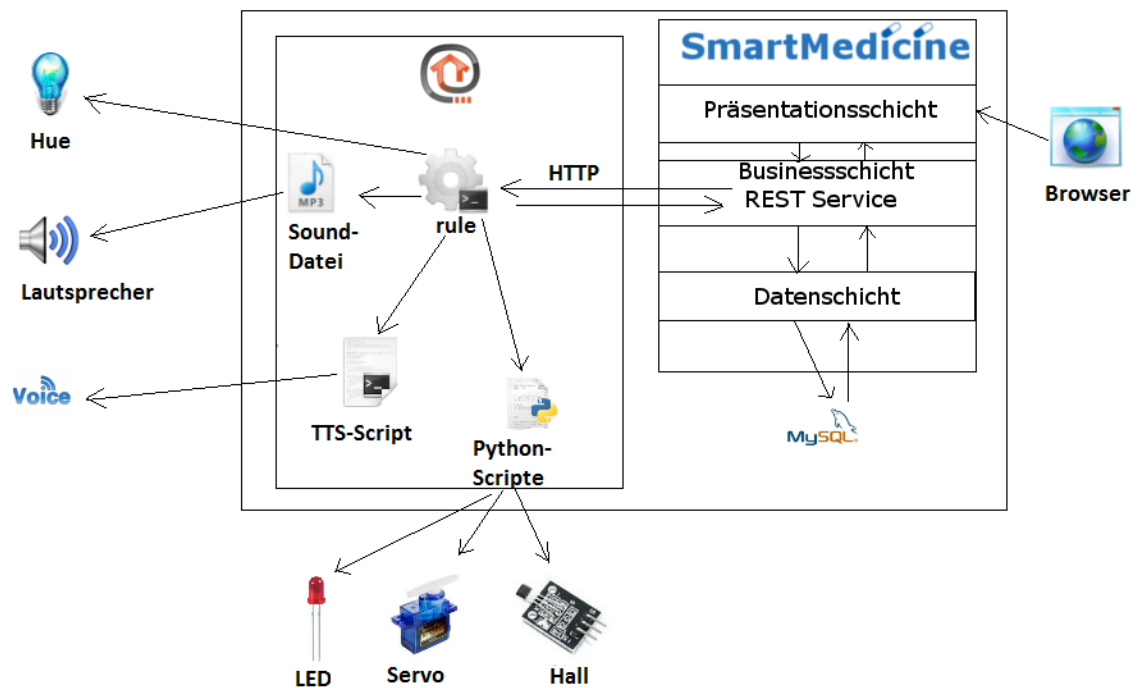 SmartMedicine
Präsentationsschicht
Hue
HTTP
Businessschicht
REST Service
Browser
MP3
>_
rule
Sound-
Datei
Lautsprecher
Datenschicht
>_
Voice
TTS-Script
MySQL
Python-
Scripte
LED
Servo
Hall